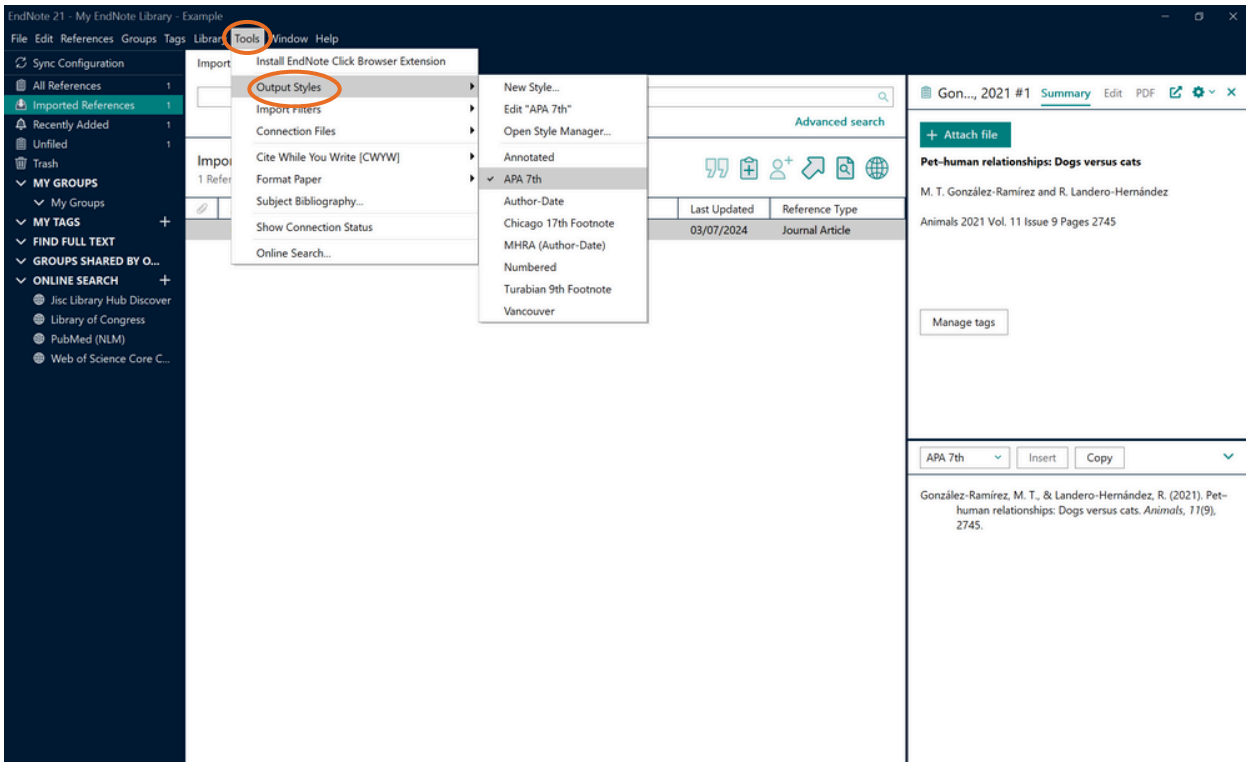 EndNote 21 - My EndNote Library - Example
File Edit References Groups Tags Library Tools Window Help
Sync Configuration
All References 1
Imported References 1
Recently Added 1
Unfiled 1
Trash
MY GROUPS
My Groups
MY TAGS +
FIND FULL TEXT
GROUPS SHARED BY O...
ONLINE SEARCH +
Jisc Library Hub Discover
Library of Congress
PubMed (NLM)
Web of Science Core C...
Import
Install EndNote Click Browser Extension
Output Styles
Import Filters
Connection Files
Cite While You Write [CWYW]
Format Paper
Subject Bibliography...
Show Connection Status
Online Search...
New Style...
Edit "APA 7th"
Open Style Manager...
Annotated
✓ APA 7th
Author-Date
Chicago 17th Footnote
MHRA (Author-Date)
Numbered
Turabian 9th Footnote
Vancouver
Advanced search
Impo
1 Refer
Last Updated Reference Type
03/07/2024 Journal Article
Gon..., 2021 #1 Summary Edit PDF
+ Attach file
Pet–human relationships: Dogs versus cats
M. T. González-Ramírez and R. Landero-Hernández
Animals 2021 Vol. 11 Issue 9 Pages 2745
Manage tags
APA 7th Insert Copy
González-Ramírez, M. T., & Landero-Hernández, R. (2021). Pet–
human relationships: Dogs versus cats. Animals, 11(9),
2745.